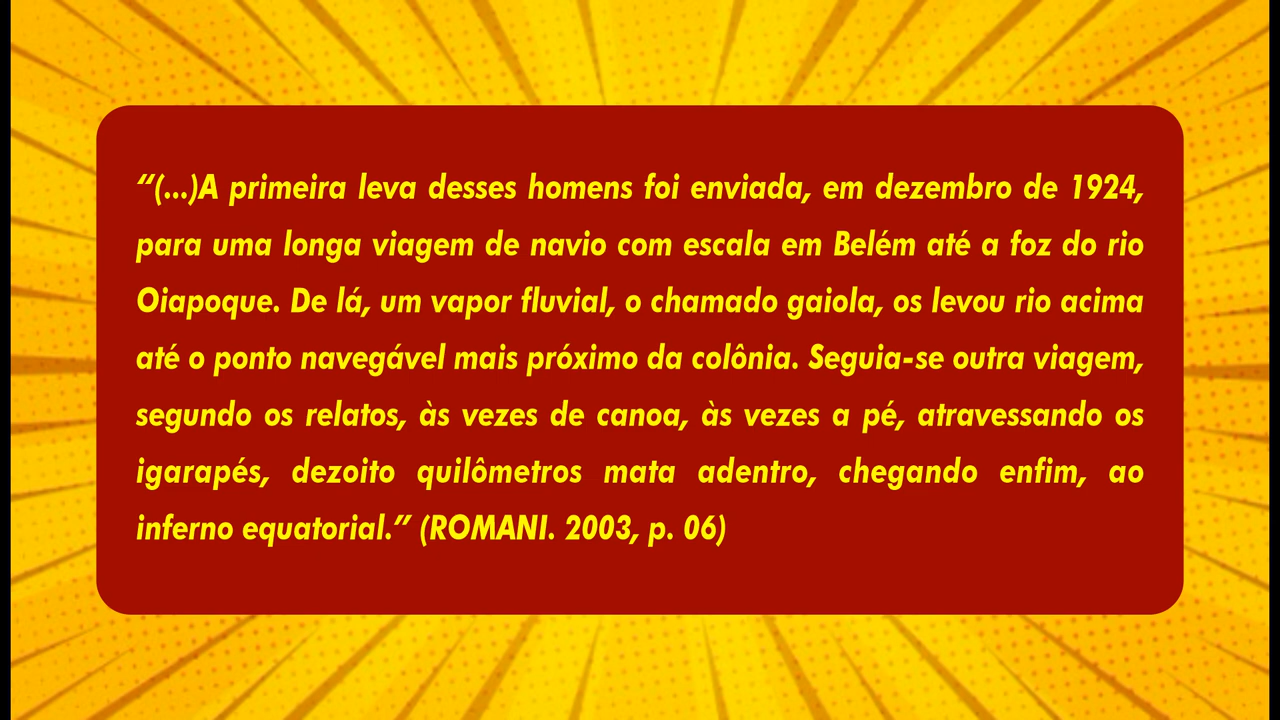 “(...)A primeira leva desses homens foi enviada, em dezembro de 1924,
para uma longa viagem de navio com escala em Belém até a foz do rio
Oiapoque. De lá, um vapor fluvial, o chamado gaiola, os levou rio acima
até o ponto navegável mais próximo da colônia. Seguia-se outra viagem,
segundo os relatos, às vezes de canoa, às vezes a pé, atravessando os
igarapés, dezoito quilômetros mata adentro, chegando enfim, ao
inferno equatorial.” (ROMANI. 2003, p. 06)